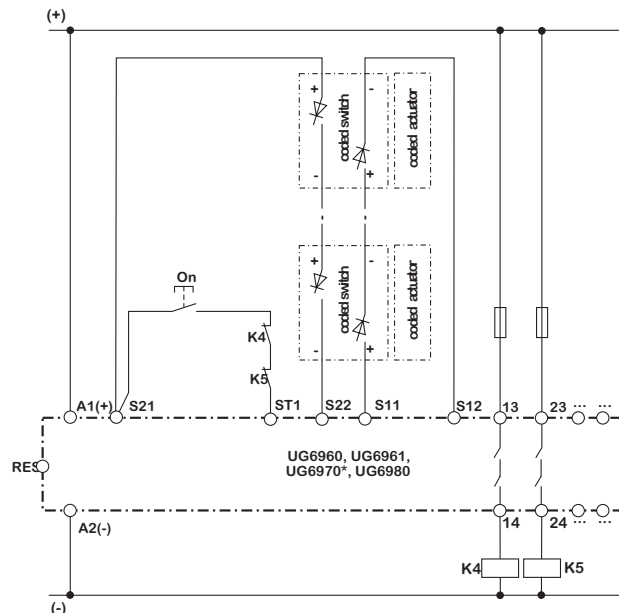 (+)
+ - coded switch coded actuator
- +
+ - coded switch coded actuator
- +
On
K4
K5
A1(+) S21 ST1 S22 S11 S12 13 23 ... ...
RES
UG6960, UG6961,
UG6970*, UG6980
A2(-) 14 24 ... ...
K4 K5
(-)